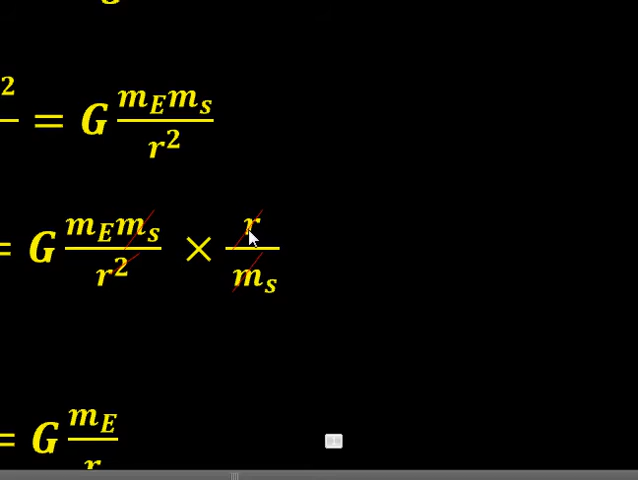 2
= G m_E m_s / r^2
= G m_E m_s / r^2 × r / m_s
= G m_E / r